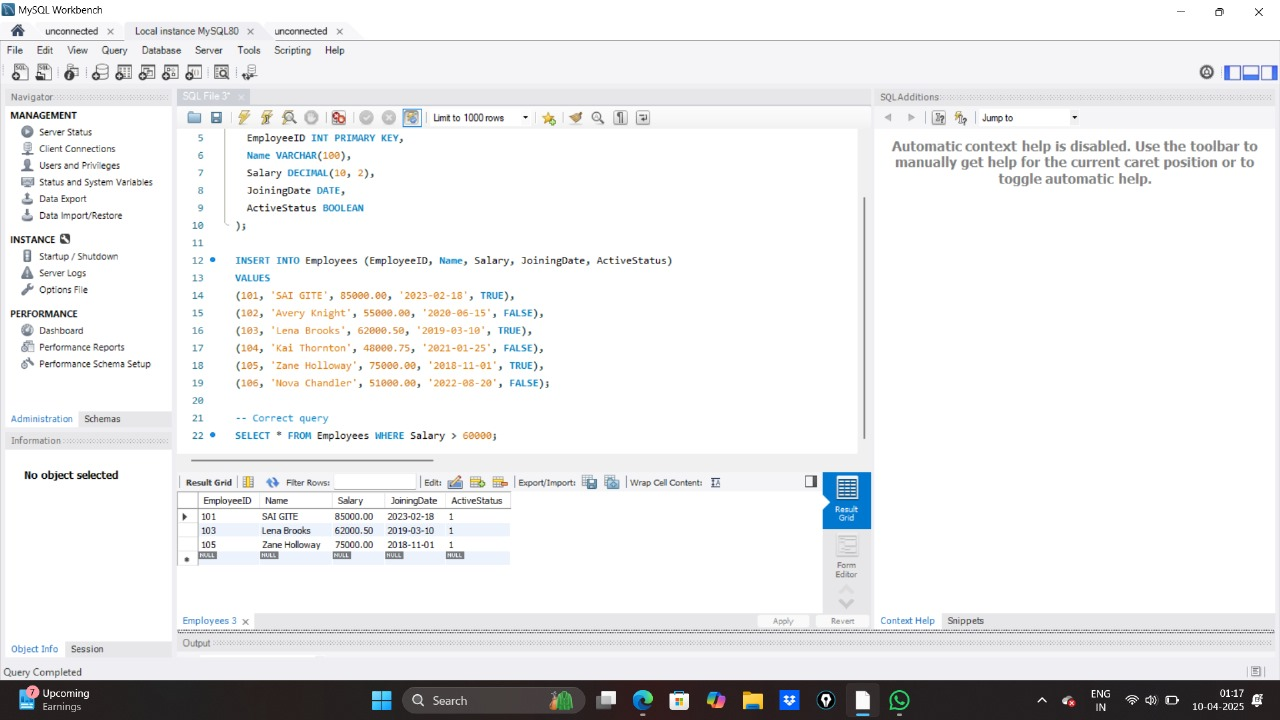 MySQL Workbench
unconnected × Local instance MySQL80 × unconnected ×
File Edit View Query Database Server Tools Scripting Help
Navigator
MANAGEMENT
Server Status
Client Connections
Users and Privileges
Status and System Variables
Data Export
Data Import/Restore
INSTANCE
Startup / Shutdown
Server Logs
Options File
PERFORMANCE
Dashboard
Performance Reports
Performance Schema Setup
Administration Schemas
Information
No object selected
Object Info Session
Query Completed
SQL File 3* ×
Limit to 1000 rows
5 EmployeeID INT PRIMARY KEY,
6 Name VARCHAR(100),
7 Salary DECIMAL(10, 2),
8 JoiningDate DATE,
9 ActiveStatus BOOLEAN
10 );
11
12 INSERT INTO Employees (EmployeeID, Name, Salary, JoiningDate, ActiveStatus)
13 VALUES
14 (101, 'SAI GITE', 85000.00, '2023-02-18', TRUE),
15 (102, 'Avery Knight', 55000.00, '2020-06-15', FALSE),
16 (103, 'Lena Brooks', 62000.50, '2019-03-10', TRUE),
17 (104, 'Kai Thornton', 48000.75, '2021-01-25', FALSE),
18 (105, 'Zane Holloway', 75000.00, '2018-11-01', TRUE),
19 (106, 'Nova Chandler', 51000.00, '2022-08-20', FALSE);
20
21 -- Correct query
22 SELECT * FROM Employees WHERE Salary > 60000;
Result Grid Filter Rows: Edit: Export/Import: Wrap Cell Content:
EmployeeID Name Salary JoiningDate ActiveStatus
101 SAI GITE 85000.00 2023-02-18 1
103 Lena Brooks 62000.50 2019-03-10 1
105 Zane Holloway 75000.00 2018-11-01 1
NULL NULL NULL NULL NULL
Result
Grid
Form
Editor
Employees 3 × Apply Revert
Output
SQLAdditions
Jump to
Automatic context help is disabled. Use the toolbar to
manually get help for the current caret position or to
toggle automatic help.
Context Help Snippets
7 Upcoming
Earnings
Search
ENG
IN
01:17
10-04-2025